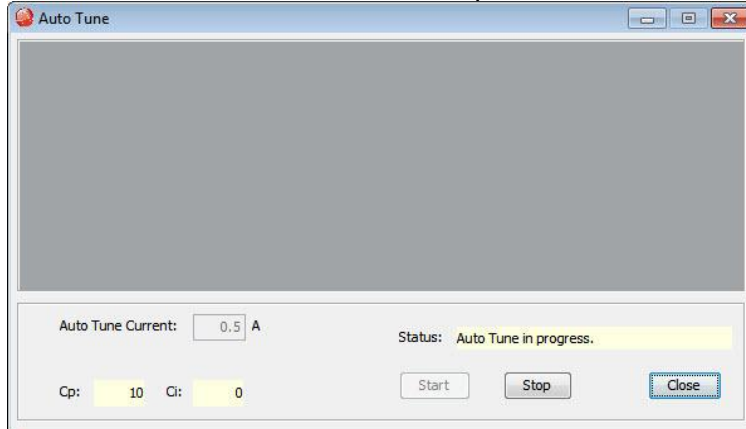 Auto Tune
Auto Tune Current: 0.5 A
Status: Auto Tune in progress.
Cp: 10 Ci: 0
Start Stop Close